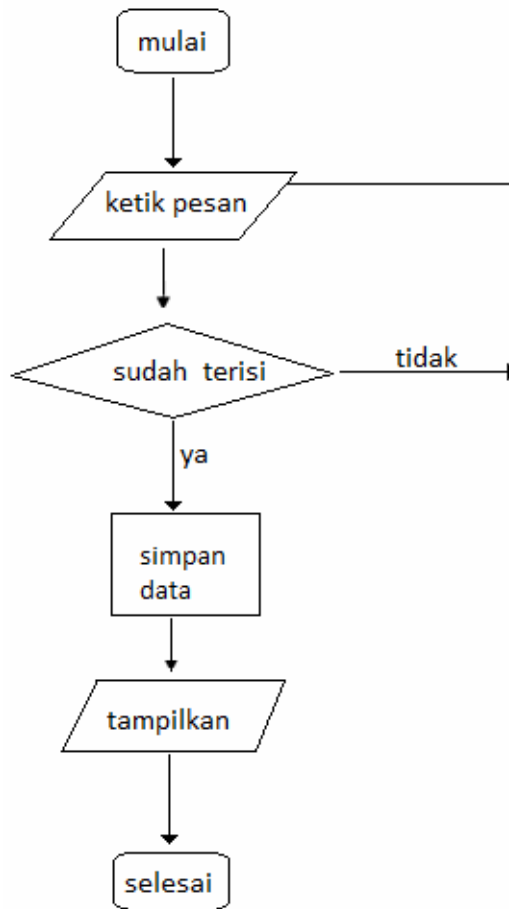 mulai
ketik pesan
sudah terisi
tidak
ya
simpan
data
tampilkan
selesai